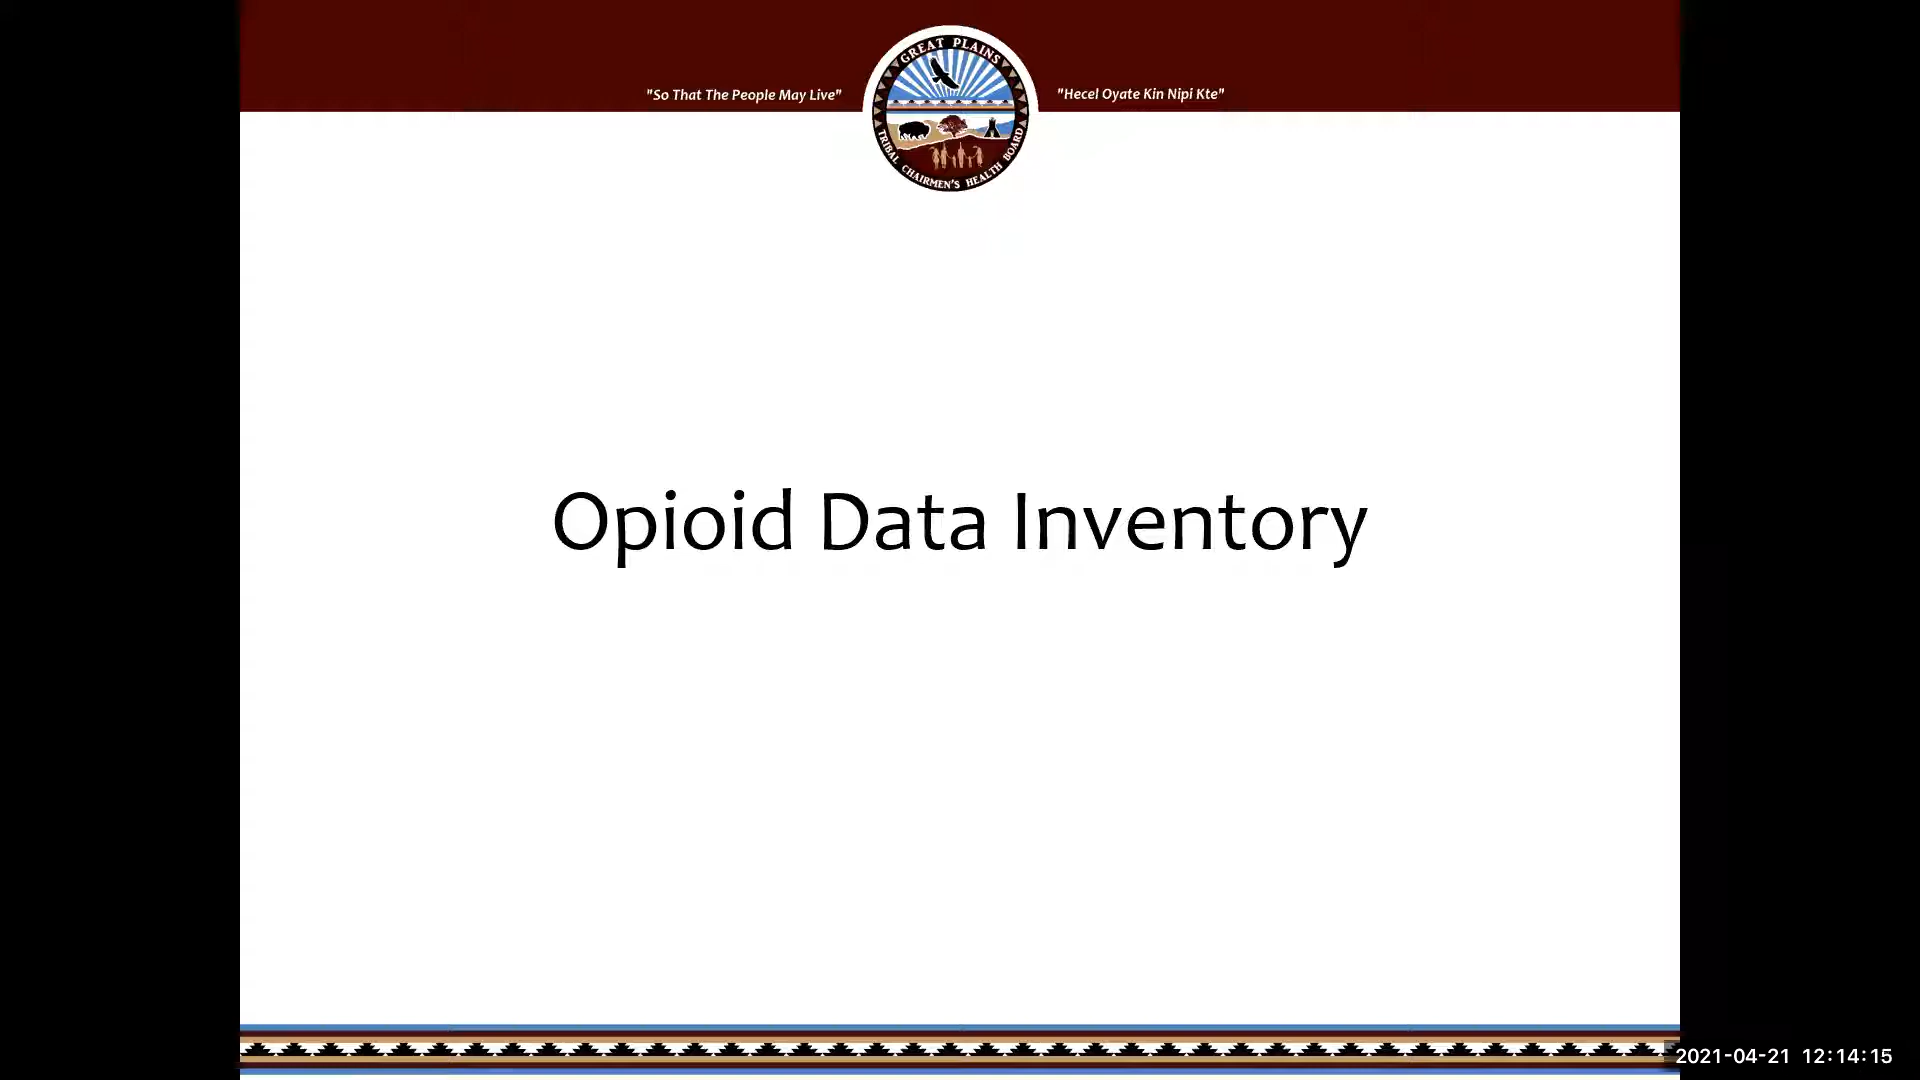 "So That The People May Live"
GREAT PLAINS
TRIBAL CHAIRMEN'S HEALTH BOARD
"Hecel Oyate Kin Nipi Kte"
Opioid Data Inventory
2021-04-21 12:14:15